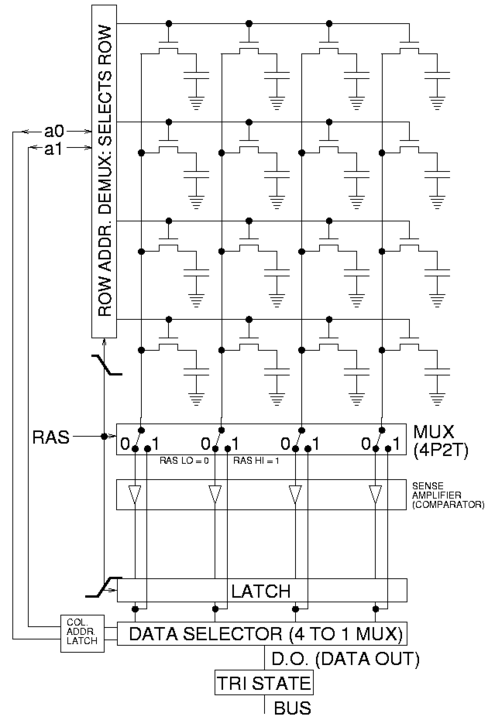 ROW ADDR. DEMUX: SELECTS ROW
a0
a1
RAS
0 1 0 1 0 1 0 1
MUX
(4P2T)
RAS LO = 0 RAS HI = 1
SENSE
AMPLIFIER
(COMPARATOR)
LATCH
COL.
ADDR.
LATCH
DATA SELECTOR (4 TO 1 MUX)
D.O. (DATA OUT)
TRI STATE
BUS